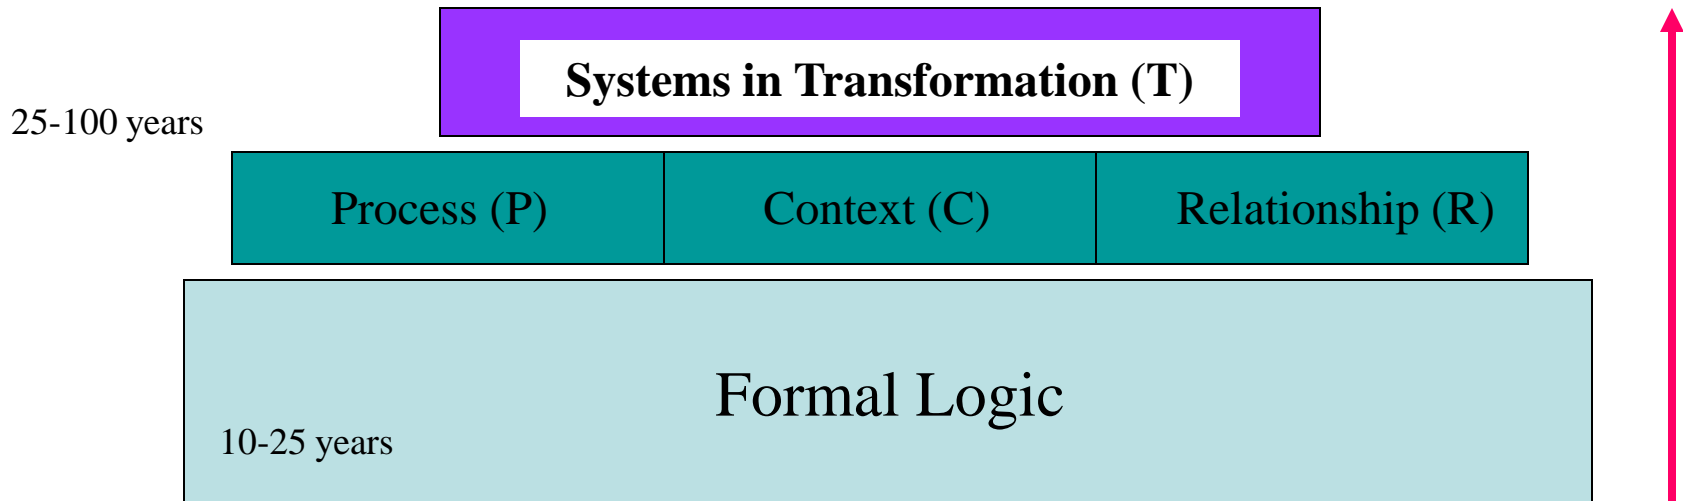 Systems in Transformation (T)
25-100 years
Process (P)
Context (C)
Relationship (R)
Formal Logic
10-25 years